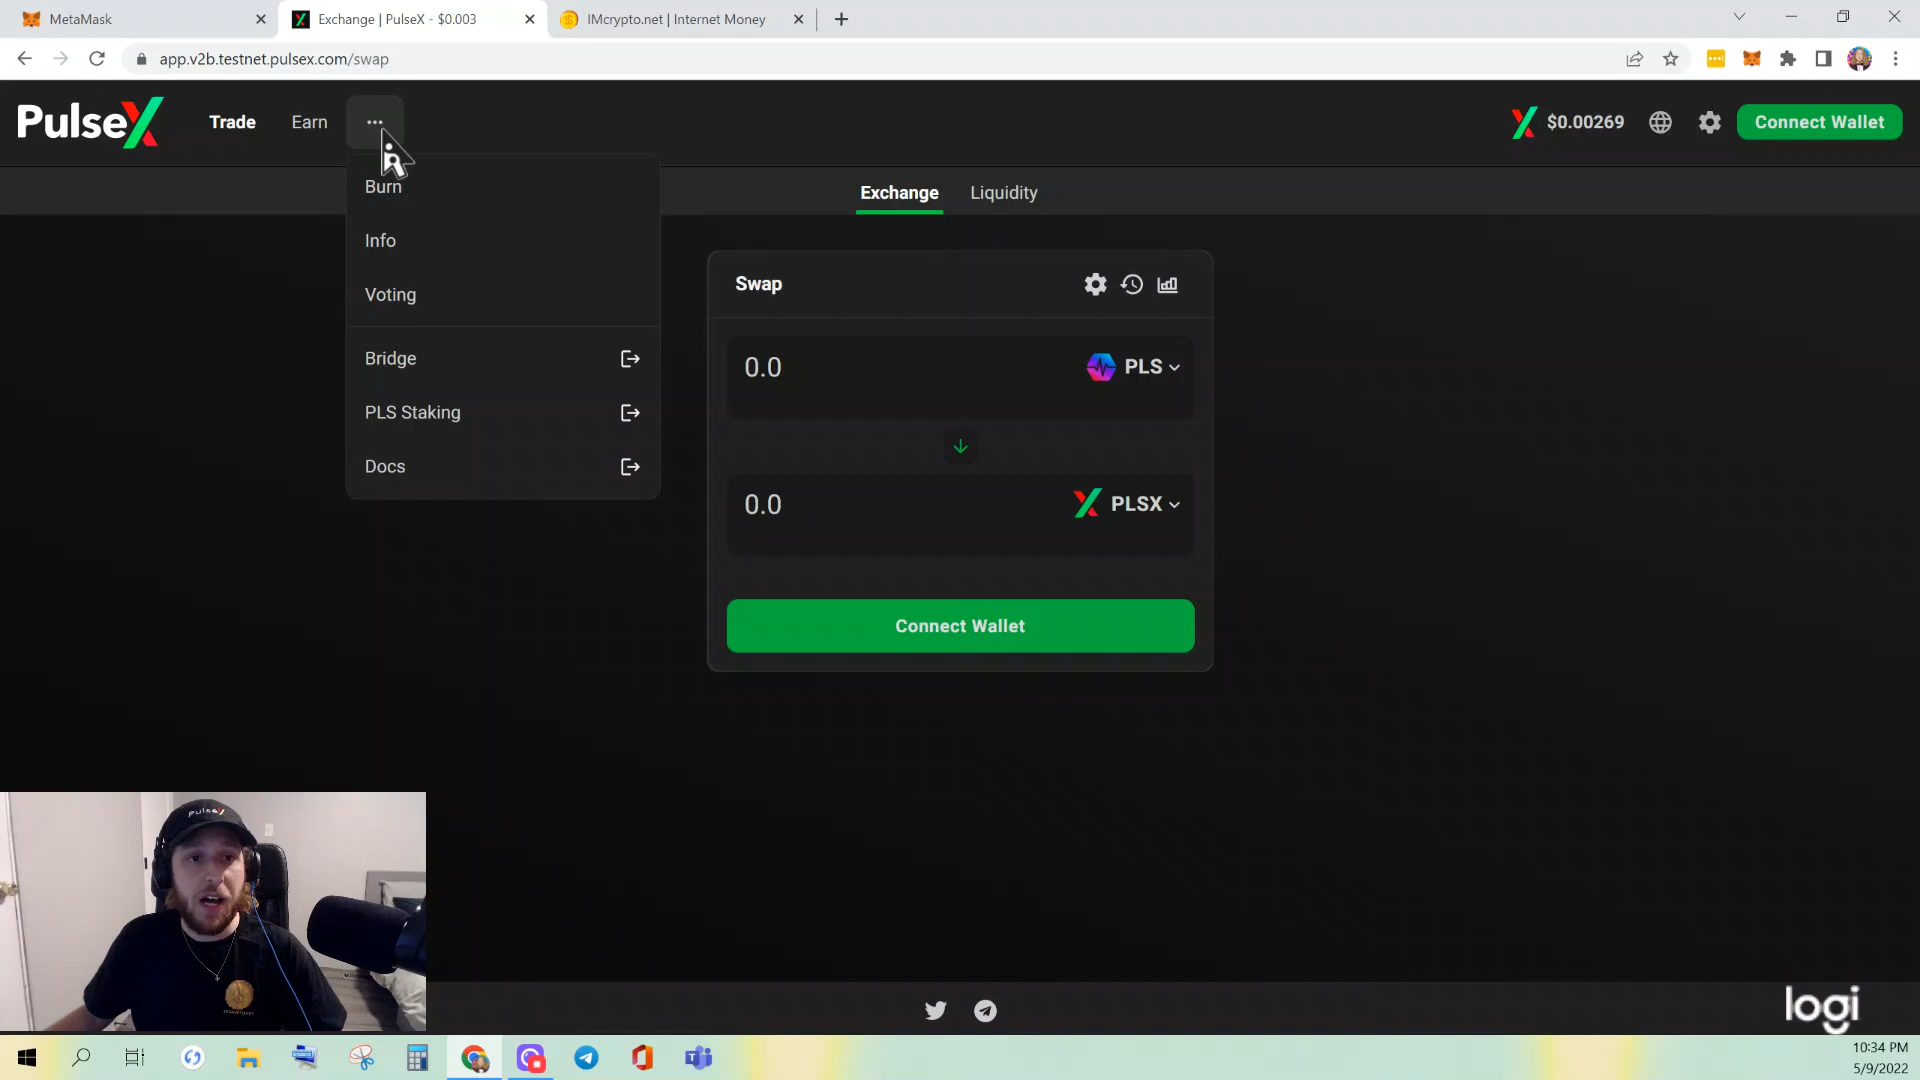 MetaMask
Exchange | PulseX - $0.003
IMcrypto.net | Internet Money
app.v2b.testnet.pulsex.com/swap
PulseX
Trade
Earn
...
$0.00269
Connect Wallet
Burn
Info
Voting
Bridge
PLS Staking
Docs
Exchange
Liquidity
Swap
0.0
PLS
0.0
PLSX
Connect Wallet
PulseX
logi
10:34 PM
5/9/2022